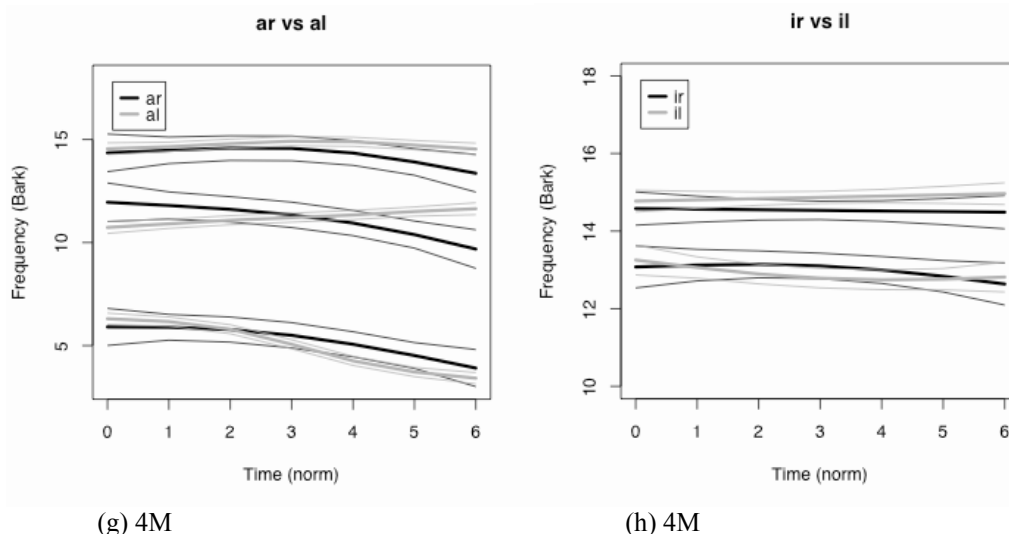 ar vs al
ar
al
15
10
5
Frequency (Bark)
0 1 2 3 4 5 6
Time (norm)
(g) 4M
ir vs il
ir
il
18
16
14
12
10
Frequency (Bark)
0 1 2 3 4 5 6
Time (norm)
(h) 4M